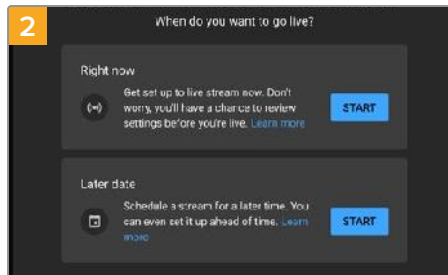 2
When do you want to go live?
Right now
Get set up to live stream now. Don't
worry, you'll have a chance to review
settings before you're live. Learn more
START
Later date
Schedule a stream for a later time. You
can even set it up ahead of time. Learn
more
START